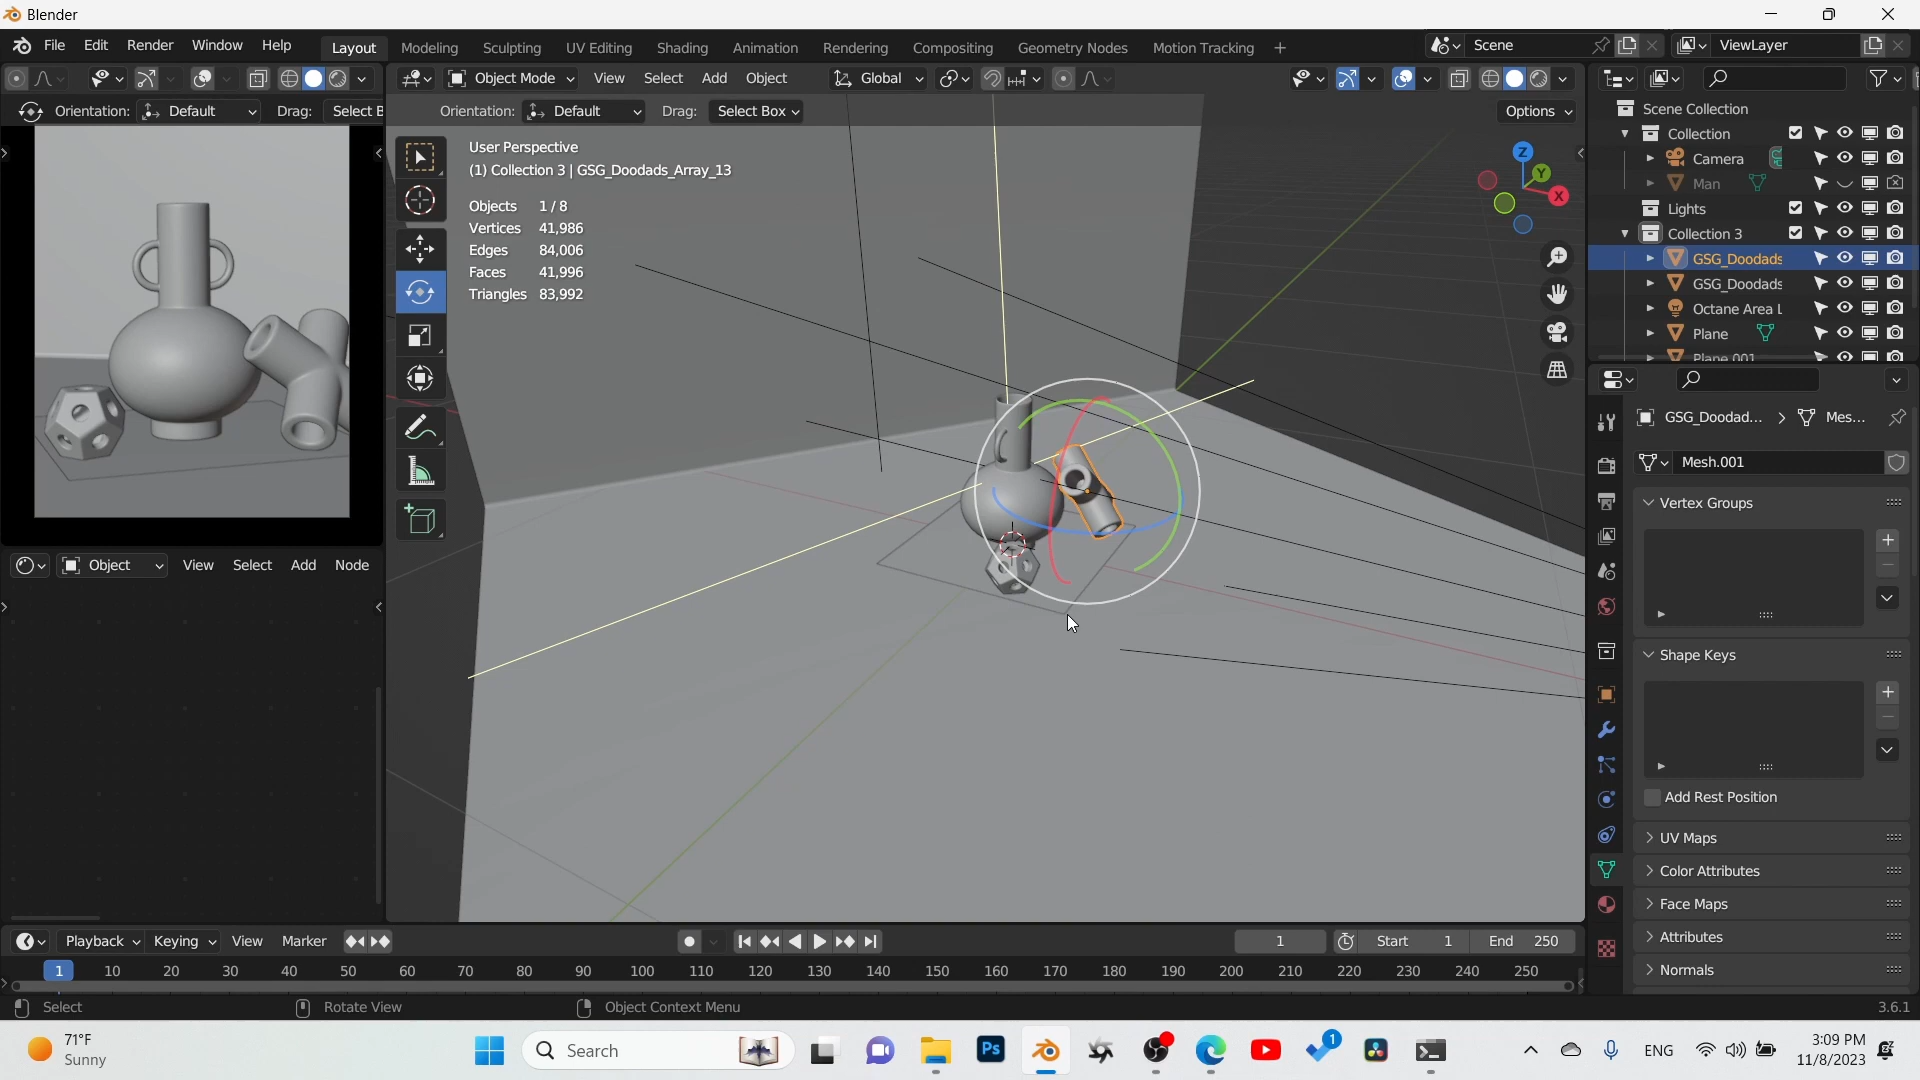 Blender
File Edit Render Window Help
Layout Modeling Sculpting UV Editing Shading Animation Rendering Compositing Geometry Nodes Motion Tracking
Scene
ViewLayer
Object Mode View Select Add Object Global
Orientation: Default Drag: Select B
Orientation: Default Drag: Select Box Options
User Perspective
(1) Collection 3 | GSG_Doodads_Array_13
Objects 1/8
Vertices 41,986
Edges 84,006
Faces 41,996
Triangles 83,992
Z
Y
X
Scene Collection
Collection
Camera
Man
Lights
Collection 3
GSG_Doodads
GSG_Doodads
Octane Area L
Plane
Plane 001
GSG_Doodad... Mes...
Mesh.001
Vertex Groups
Shape Keys
Add Rest Position
UV Maps
Color Attributes
Face Maps
Attributes
Normals
Object View Select Add Node
Playback Keying View Marker
1 Start 1 End 250
1 10 20 30 40 50 60 70 80 90 100 110 120 130 140 150 160 170 180 190 200 210 220 230 240 250
Select Rotate View Object Context Menu 3.6.1
71°F
Sunny
Search
Ps
1
ENG
3:09 PM
11/8/2023